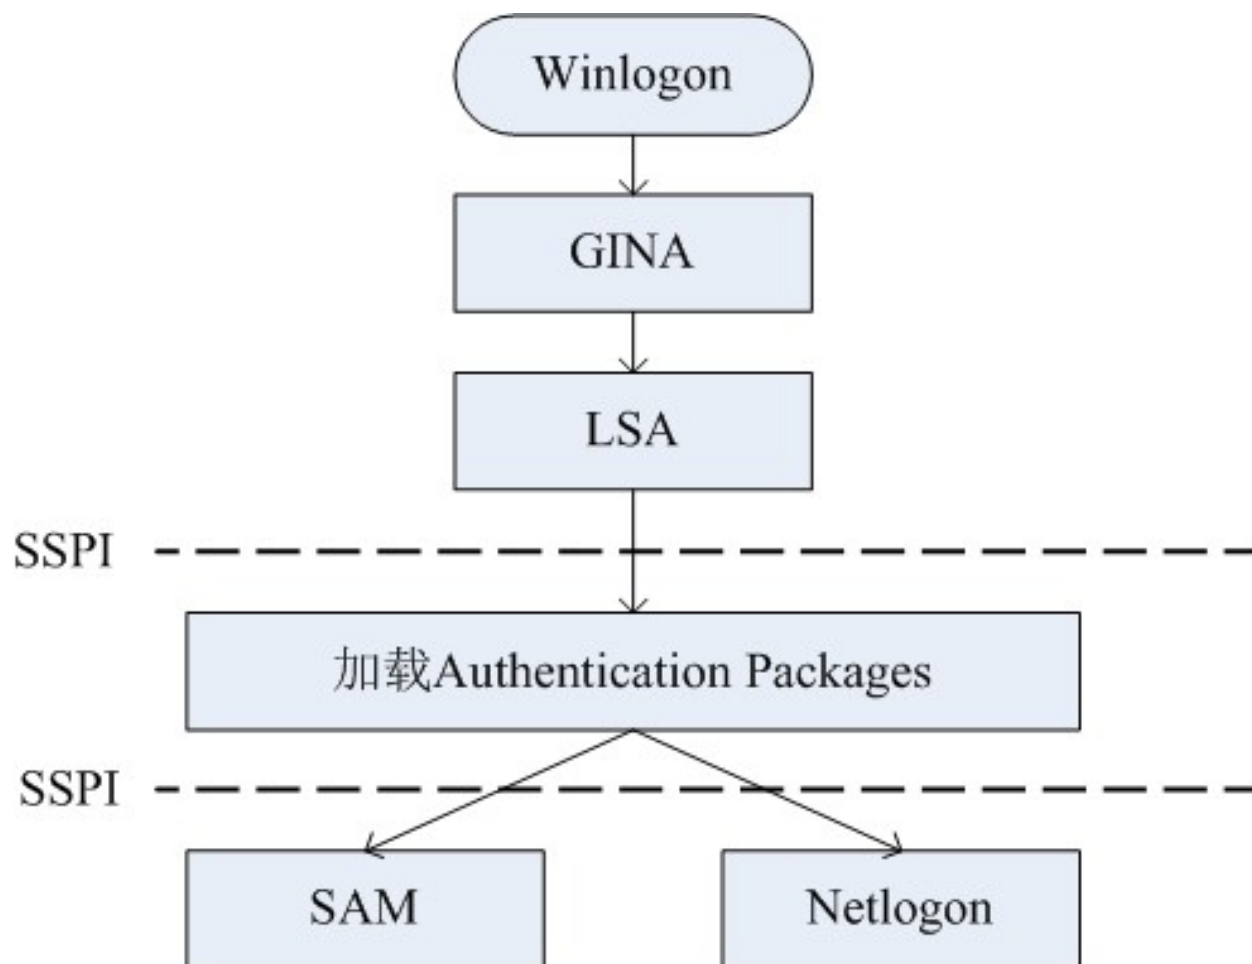 Winlogon
GINA
LSA
SSPI
加载Authentication Packages
SSPI
SAM
Netlogon